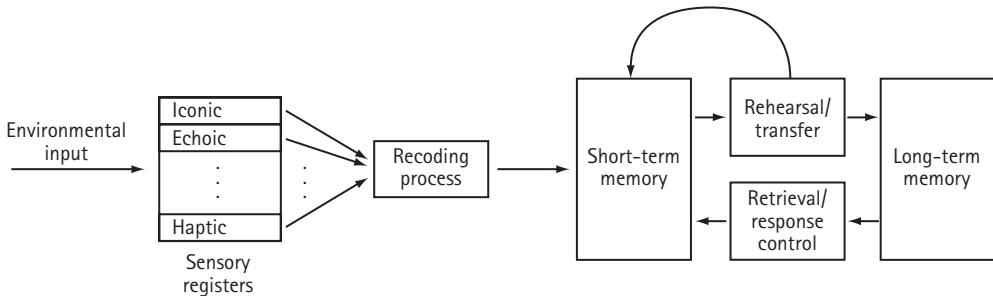 Environmental
input
Iconic
Echoic
Haptic
Sensory
registers
Recoding
process
Short-term
memory
Rehearsal/
transfer
Retrieval/
response
control
Long-term
memory